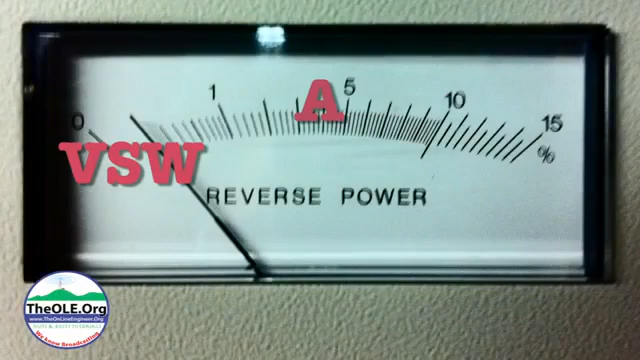 0 1 5 10 15
%
A
VSW
REVERSE POWER
TheOLE.Org
www.TheOnLineEngineer.Org
We know Broadcasting